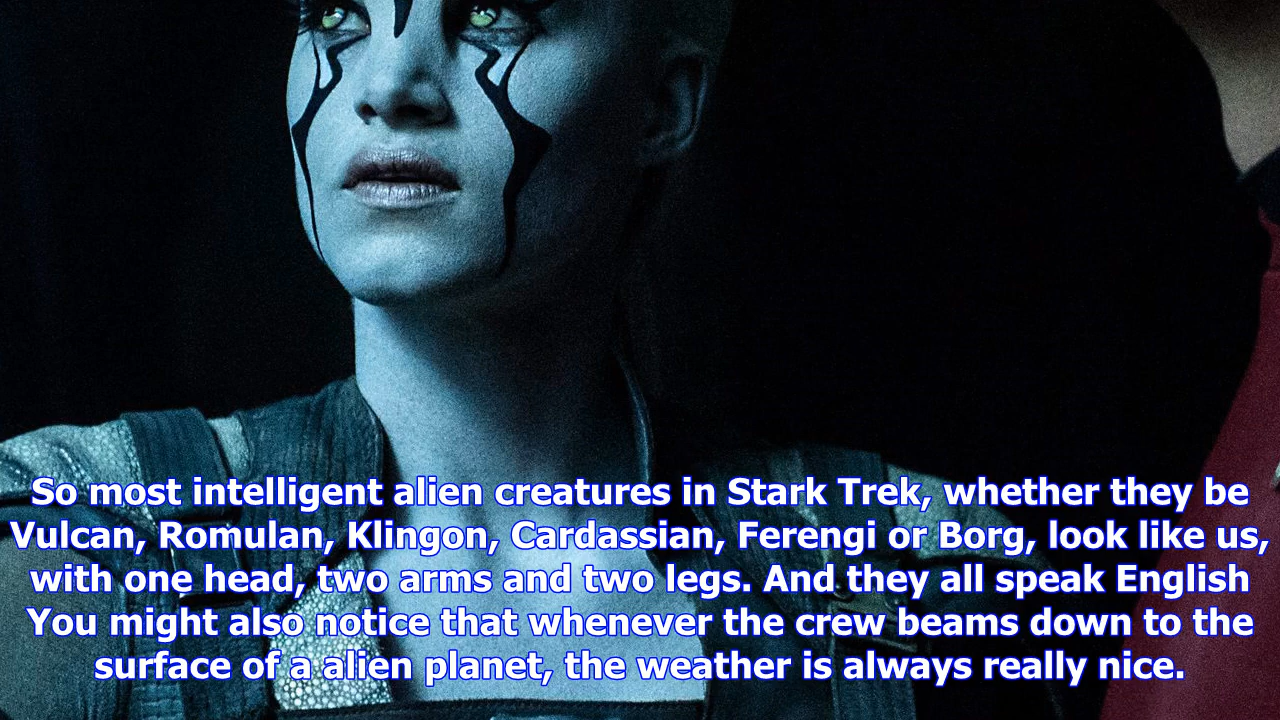 So most intelligent alien creatures in Stark Trek, whether they be
Vulcan, Romulan, Klingon, Cardassian, Ferengi or Borg, look like us,
with one head, two arms and two legs. And they all speak English
You might also notice that whenever the crew beams down to the
surface of a alien planet, the weather is always really nice.